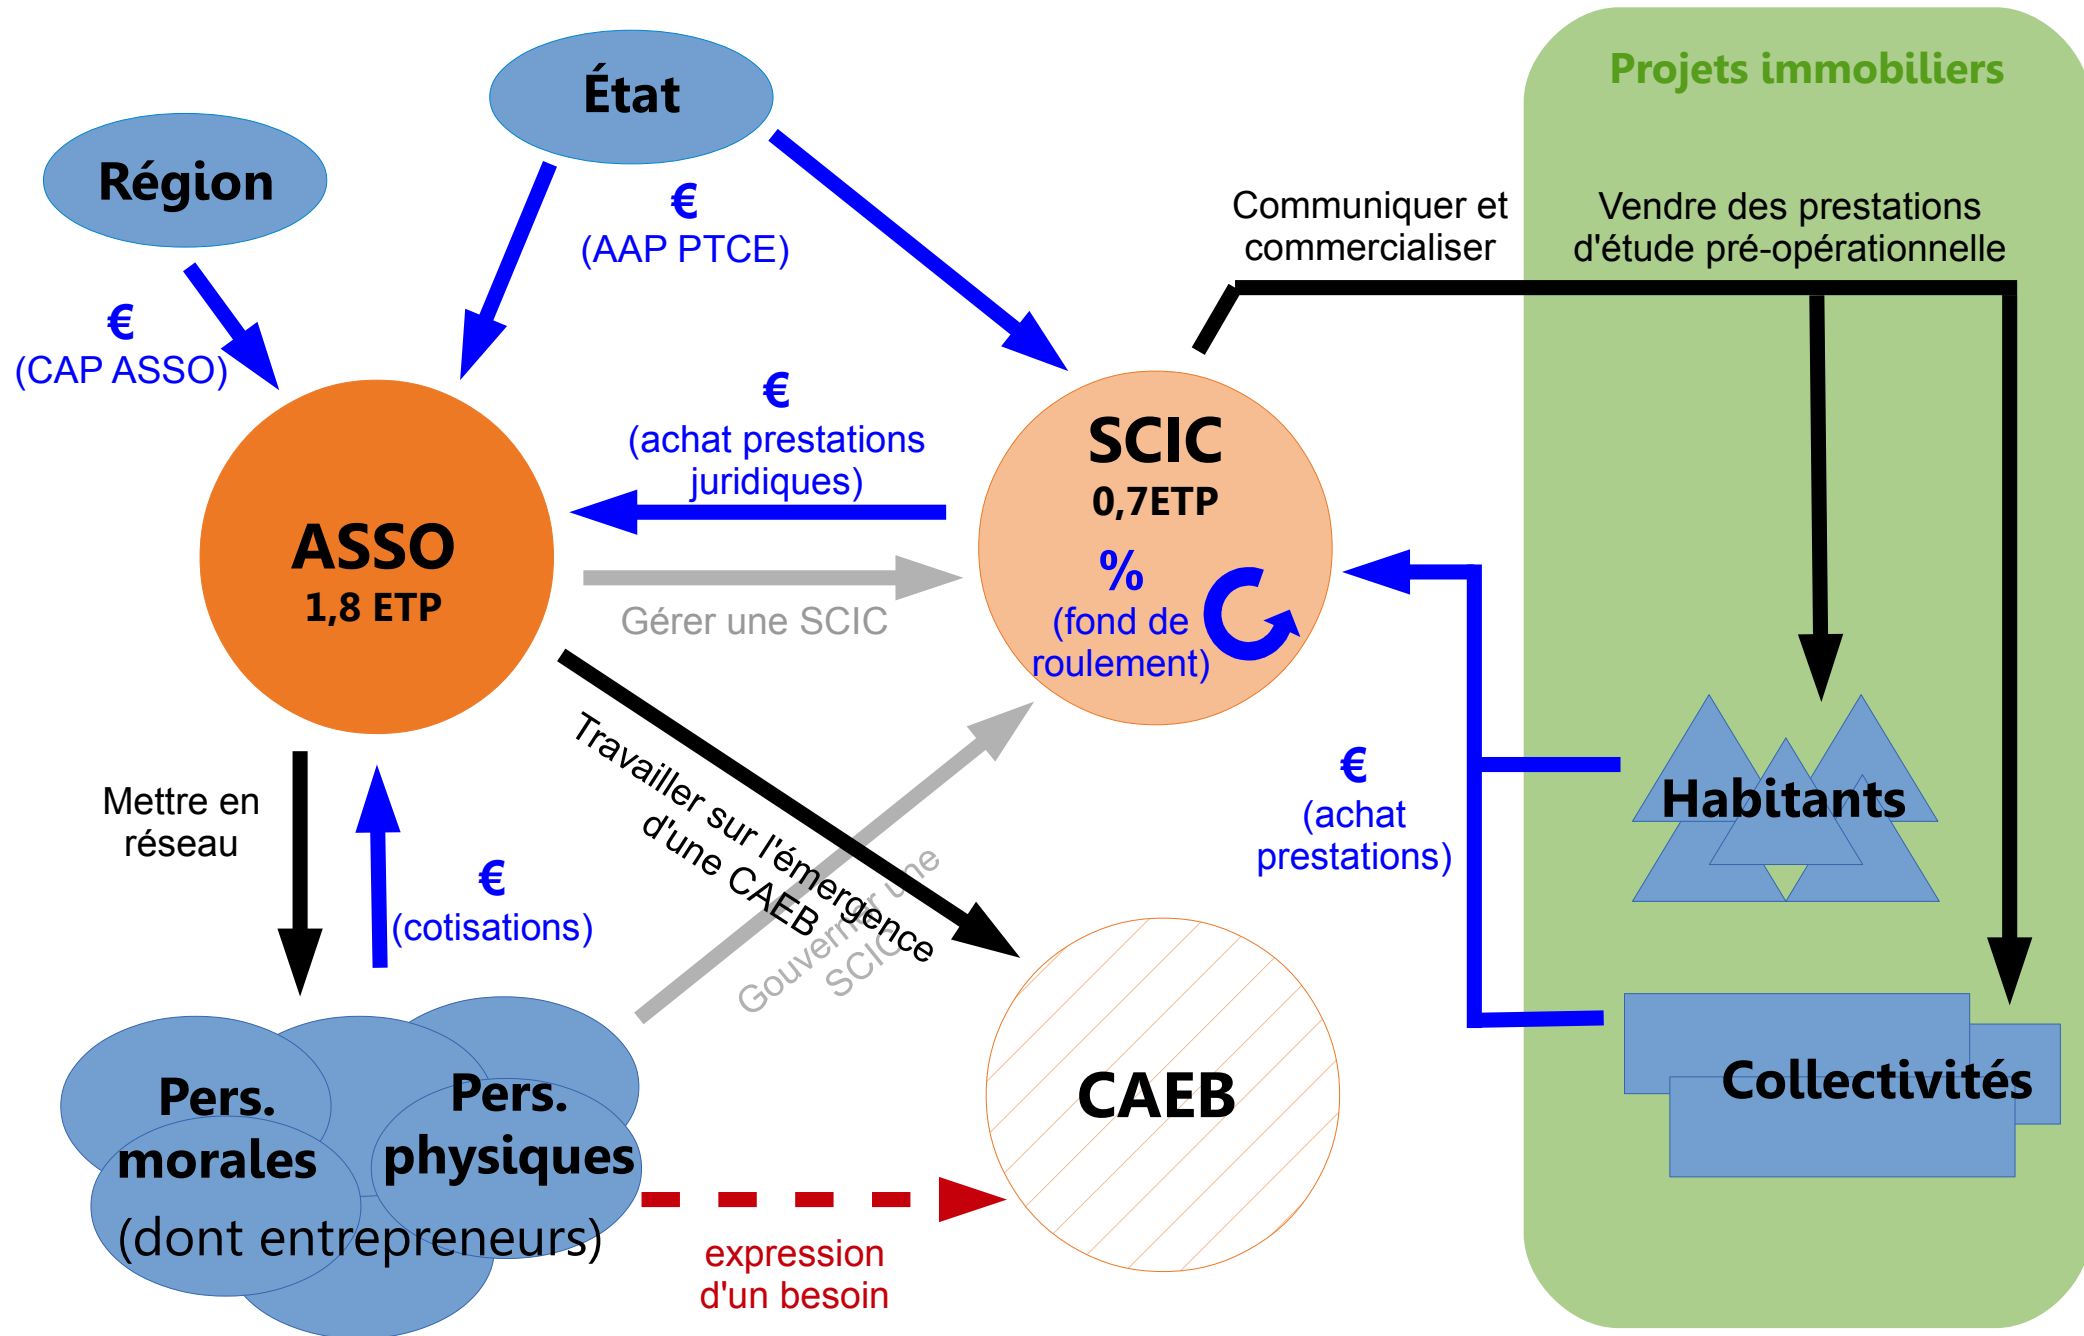 Projets immobiliers
État
Région
€
(AAP PTCE)
Communiquer et
commercialiser
Vendre des prestations
d'étude pré-opérationnelle
€
(CAP ASSO)
€
(achat prestations
juridiques)
SCIC
0,7ETP
%
(fond de
roulement)
ASSO
1,8 ETP
Gérer une SCIC
Travailler sur l'émergence
d'une CAEB
Gouverner une
SCIC
Mettre en
réseau
€
(cotisations)
€
(achat
prestations)
Habitants
Collectivités
CAEB
Pers.
morales
Pers.
physiques
(dont entrepreneurs)
expression
d'un besoin